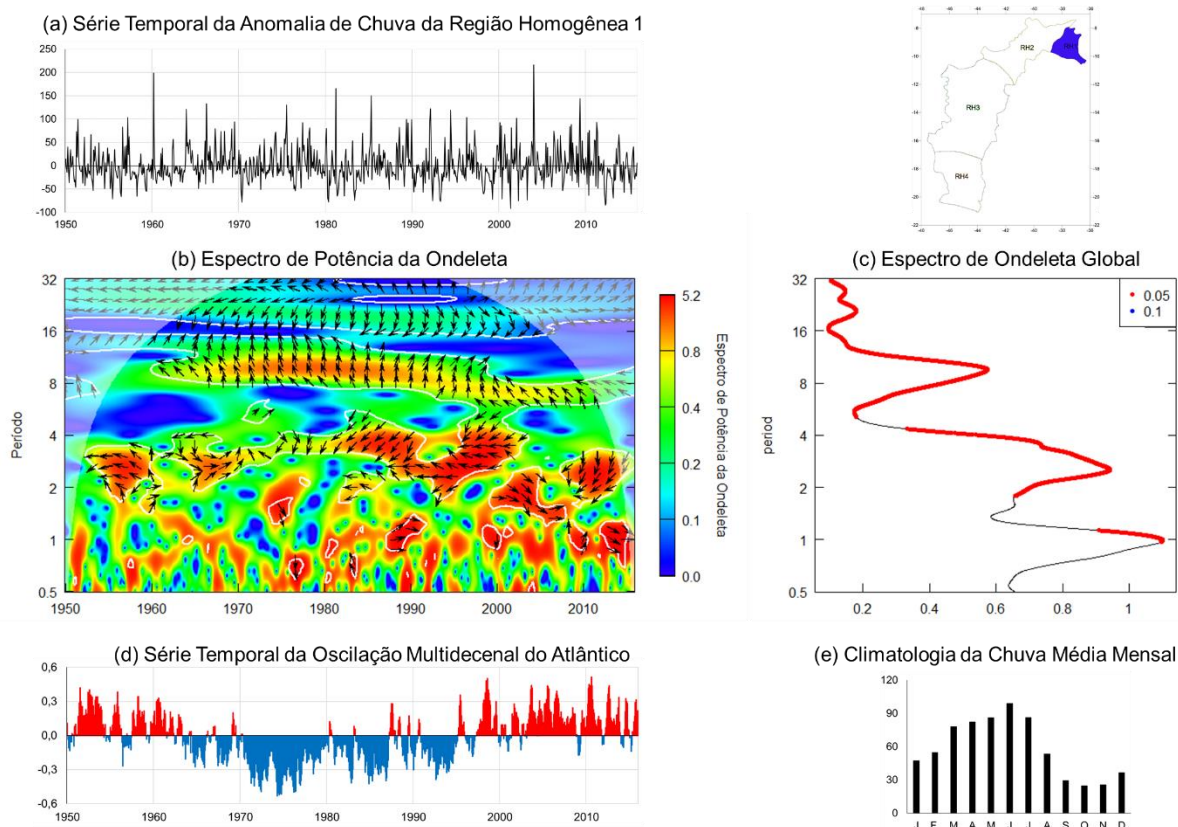 (a) Série Temporal da Anomalia de Chuva da Região Homogênea 1
250
200
150
100
50
0
-50
-100
1950 1960 1970 1980 1990 2000 2010
RH1
RH2
RH3
RH4
(b) Espectro de Potência da Ondeleta
Período
32
16
8
4
2
1
0.5
1950 1960 1970 1980 1990 2000 2010
5.2
0.8
0.4
0.2
0.1
0.0
Espectro de Potência da Ondeleta
(c) Espectro de Ondeleta Global
0.05
0.1
period
32
16
8
4
2
1
0.5
0.2 0.4 0.6 0.8 1
(d) Série Temporal da Oscilação Multidecenal do Atlântico
0,6
0,3
0,0
-0,3
-0,6
1950 1960 1970 1980 1990 2000 2010
(e) Climatologia da Chuva Média Mensal
120
90
60
30
0
J F M A M J J A S O N D